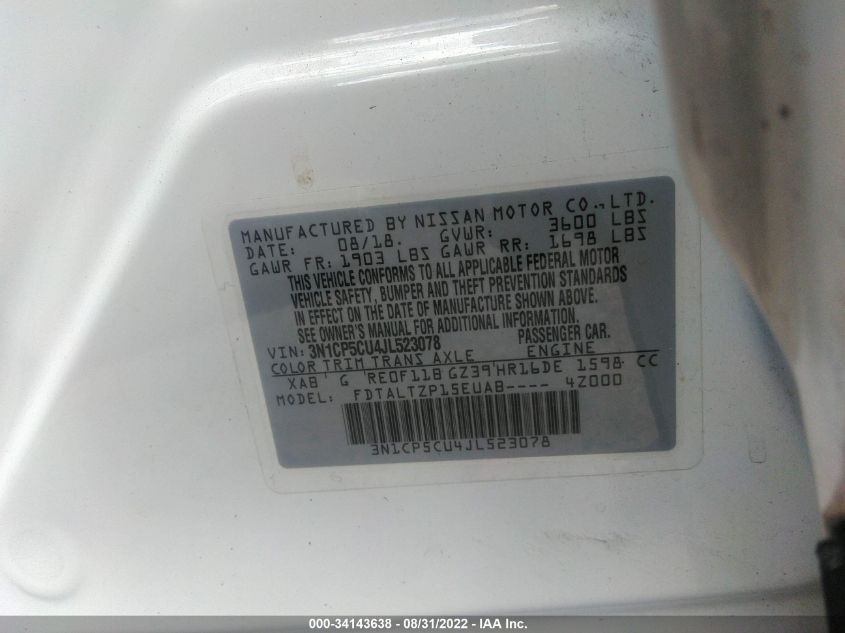 MANUFACTURED BY NISSAN MOTOR CO., LTD.
DATE: 08/18. GVWR: 3600 LBS
GAWR FR: 1903 LBS GAWR RR: 1698 LBS
THIS VEHICLE CONFORMS TO ALL APPLICABLE FEDERAL MOTOR
VEHICLE SAFETY, BUMPER AND THEFT PREVENTION STANDARDS
IN EFFECT ON THE DATE OF MANUFACTURE SHOWN ABOVE.
SEE OWNER'S MANUAL FOR ADDITIONAL INFORMATION.
VIN: 3N1CP5CU4JL523078 PASSENGER CAR.
COLOR TRIM TRANS AXLE ENGINE
XAB G RE0F11B GZ39 HR16DE 1598 CC
MODEL: FDTALTZP15EUAB---- 4Z000
3N1CP5CU4JL523078
000-34143638 - 08/31/2022 - IAA Inc.